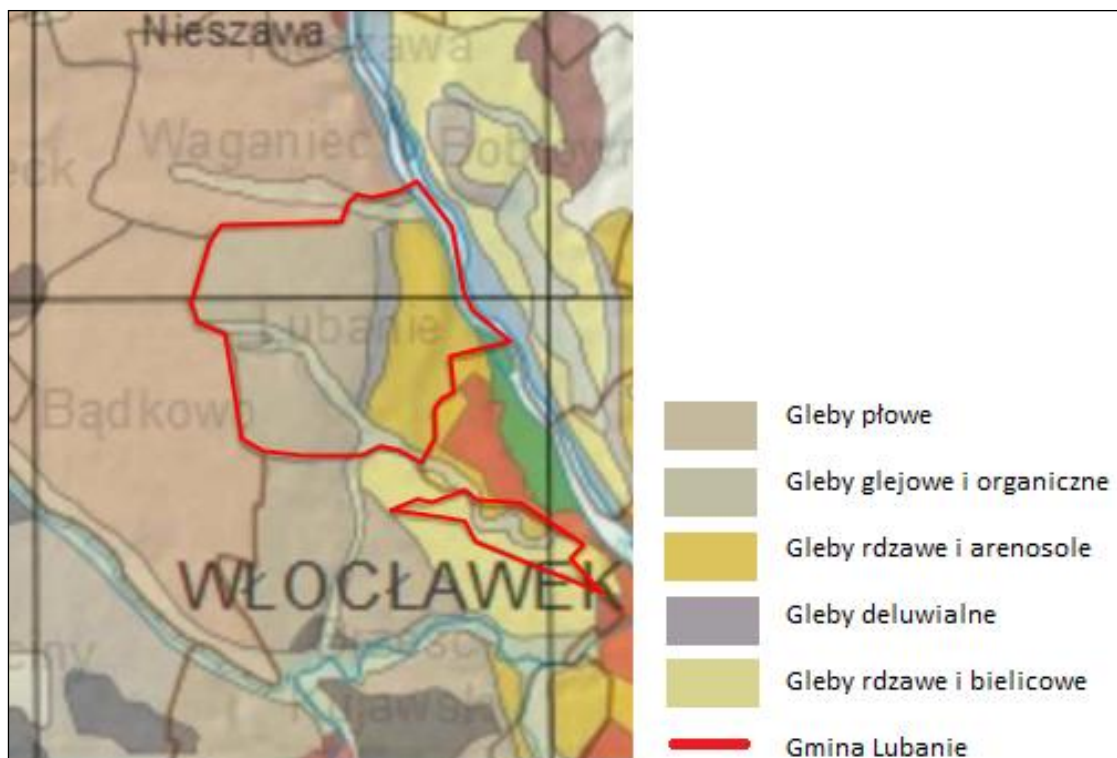 Nieszawa
Nieszawa
Waganiec
Lubanie
Bądkowo
WŁOCŁAWEK
Gleby płowe
Gleby glejowe i organiczne
Gleby rdzawe i arenosole
Gleby deluwialne
Gleby rdzawe i bielicowe
Gmina Lubanie